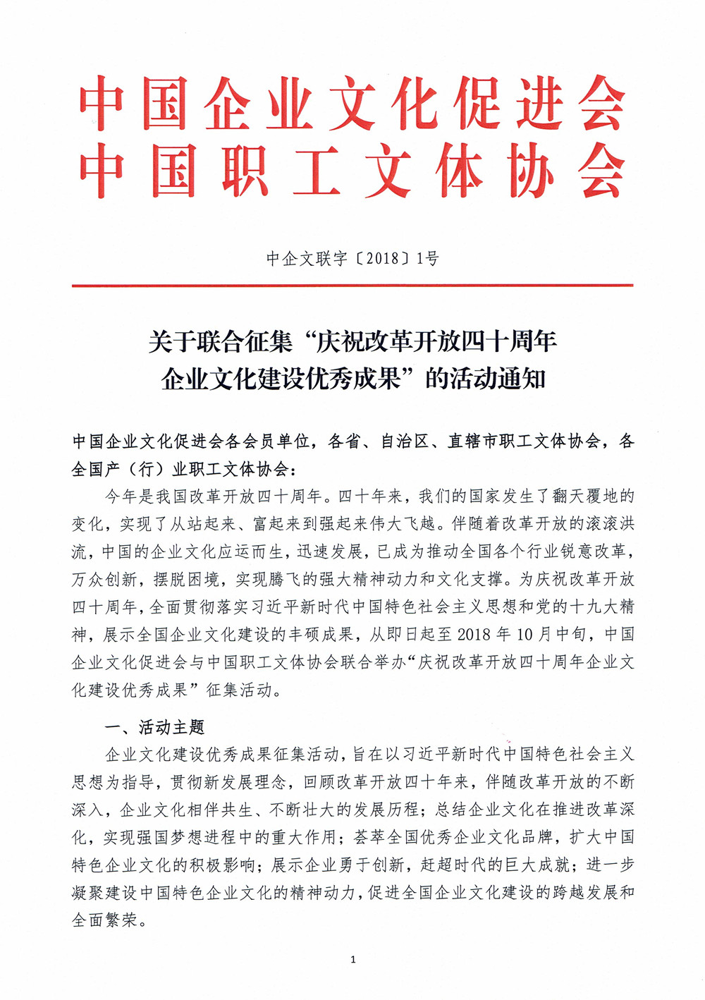 中国企业文化促进会
中国职工文体协会
中企文联字〔2018〕1号
关于联合征集“庆祝改革开放四十周年
企业文化建设优秀成果”的活动通知
中国企业文化促进会各会员单位，各省、自治区、直辖市职工文体协会，各
全国产（行）业职工文体协会：
今年是我国改革开放四十周年。四十年来，我们的国家发生了翻天覆地的
变化，实现了从站起来、富起来到强起来伟大飞越。伴随着改革开放的滚滚洪
流，中国的企业文化应运而生，迅速发展，已成为推动全国各个行业锐意改革，
万众创新，摆脱困境，实现腾飞的强大精神动力和文化支撑。为庆祝改革开放
四十周年，全面贯彻落实习近平新时代中国特色社会主义思想和党的十九大精
神，展示全国企业文化建设的丰硕成果，从即日起至 2018 年 10 月中旬，中国
企业文化促进会与中国职工文体协会联合举办“庆祝改革开放四十周年企业文
化建设优秀成果”征集活动。
一、活动主题
企业文化建设优秀成果征集活动，旨在以习近平新时代中国特色社会主义
思想为指导，贯彻新发展理念，回顾改革开放四十年来，伴随改革开放的不断
深入，企业文化相伴共生、不断壮大的发展历程；总结企业文化在推进改革深
化，实现强国梦想进程中的重大作用；荟萃全国优秀企业文化品牌，扩大中国
特色企业文化的积极影响；展示企业勇于创新，赶超时代的巨大成就；进一步
凝聚建设中国特色企业文化的精神动力，促进全国企业文化建设的跨越发展和
全面繁荣。
1